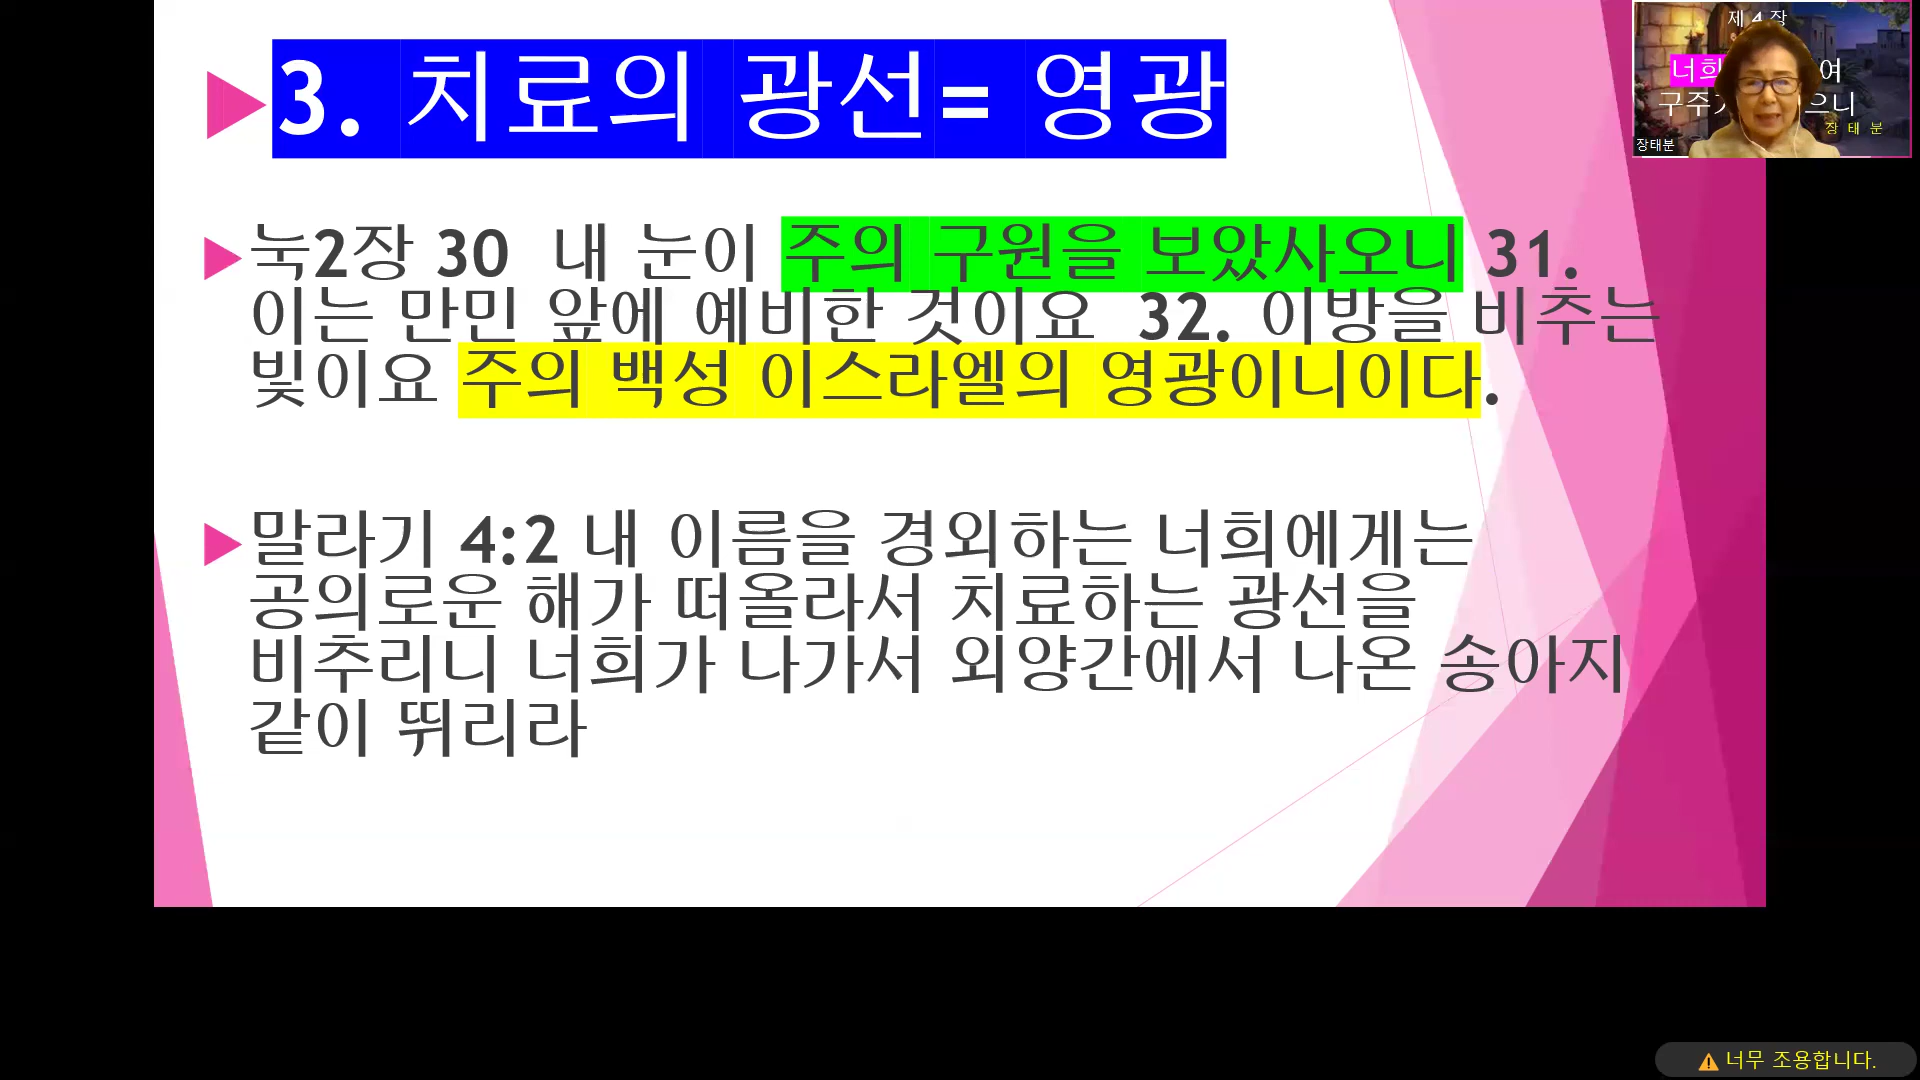 3. 치료의 광선= 영광
눅2장 30 내 눈이 주의 구원을 보았사오니 31.
이는 만민 앞에 예비한 것이요 32. 이방을 비추는
빛이요 주의 백성 이스라엘의 영광이니이다.
말라기 4:2 내 이름을 경외하는 너희에게는
공의로운 해가 떠올라서 치료하는 광선을
비추리니 너희가 나가서 외양간에서 나온 송아지
같이 뛰리라
제 4 장
너희 여
구주 으니
장 태 분
장태분
너무 조용합니다.